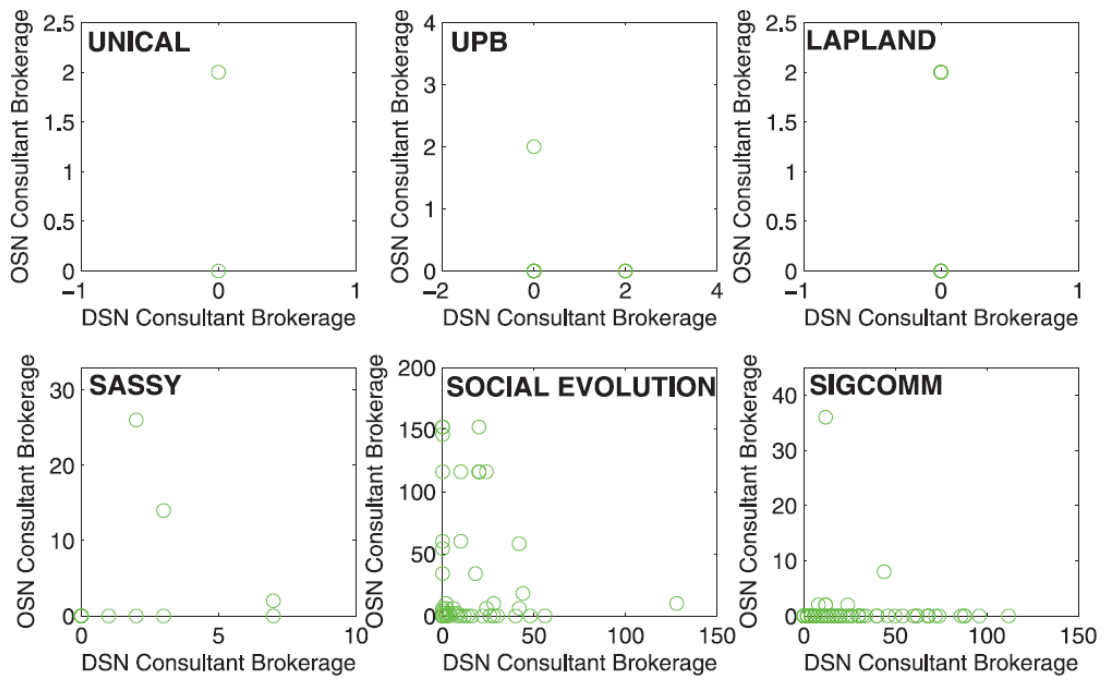 UNICAL
OSN Consultant Brokerage
2.5
2
1.5
1
0.5
0
−1
0
1
DSN Consultant Brokerage
UPB
OSN Consultant Brokerage
4
3
2
1
0
−2
0
2
4
DSN Consultant Brokerage
LAPLAND
OSN Consultant Brokerage
2.5
2
1.5
1
0.5
0
−1
0
1
DSN Consultant Brokerage
SASSY
OSN Consultant Brokerage
30
20
10
0
0
5
10
DSN Consultant Brokerage
SOCIAL EVOLUTION
OSN Consultant Brokerage
200
150
100
50
0
0
50
100
150
DSN Consultant Brokerage
SIGCOMM
OSN Consultant Brokerage
40
30
20
10
0
0
50
100
150
DSN Consultant Brokerage